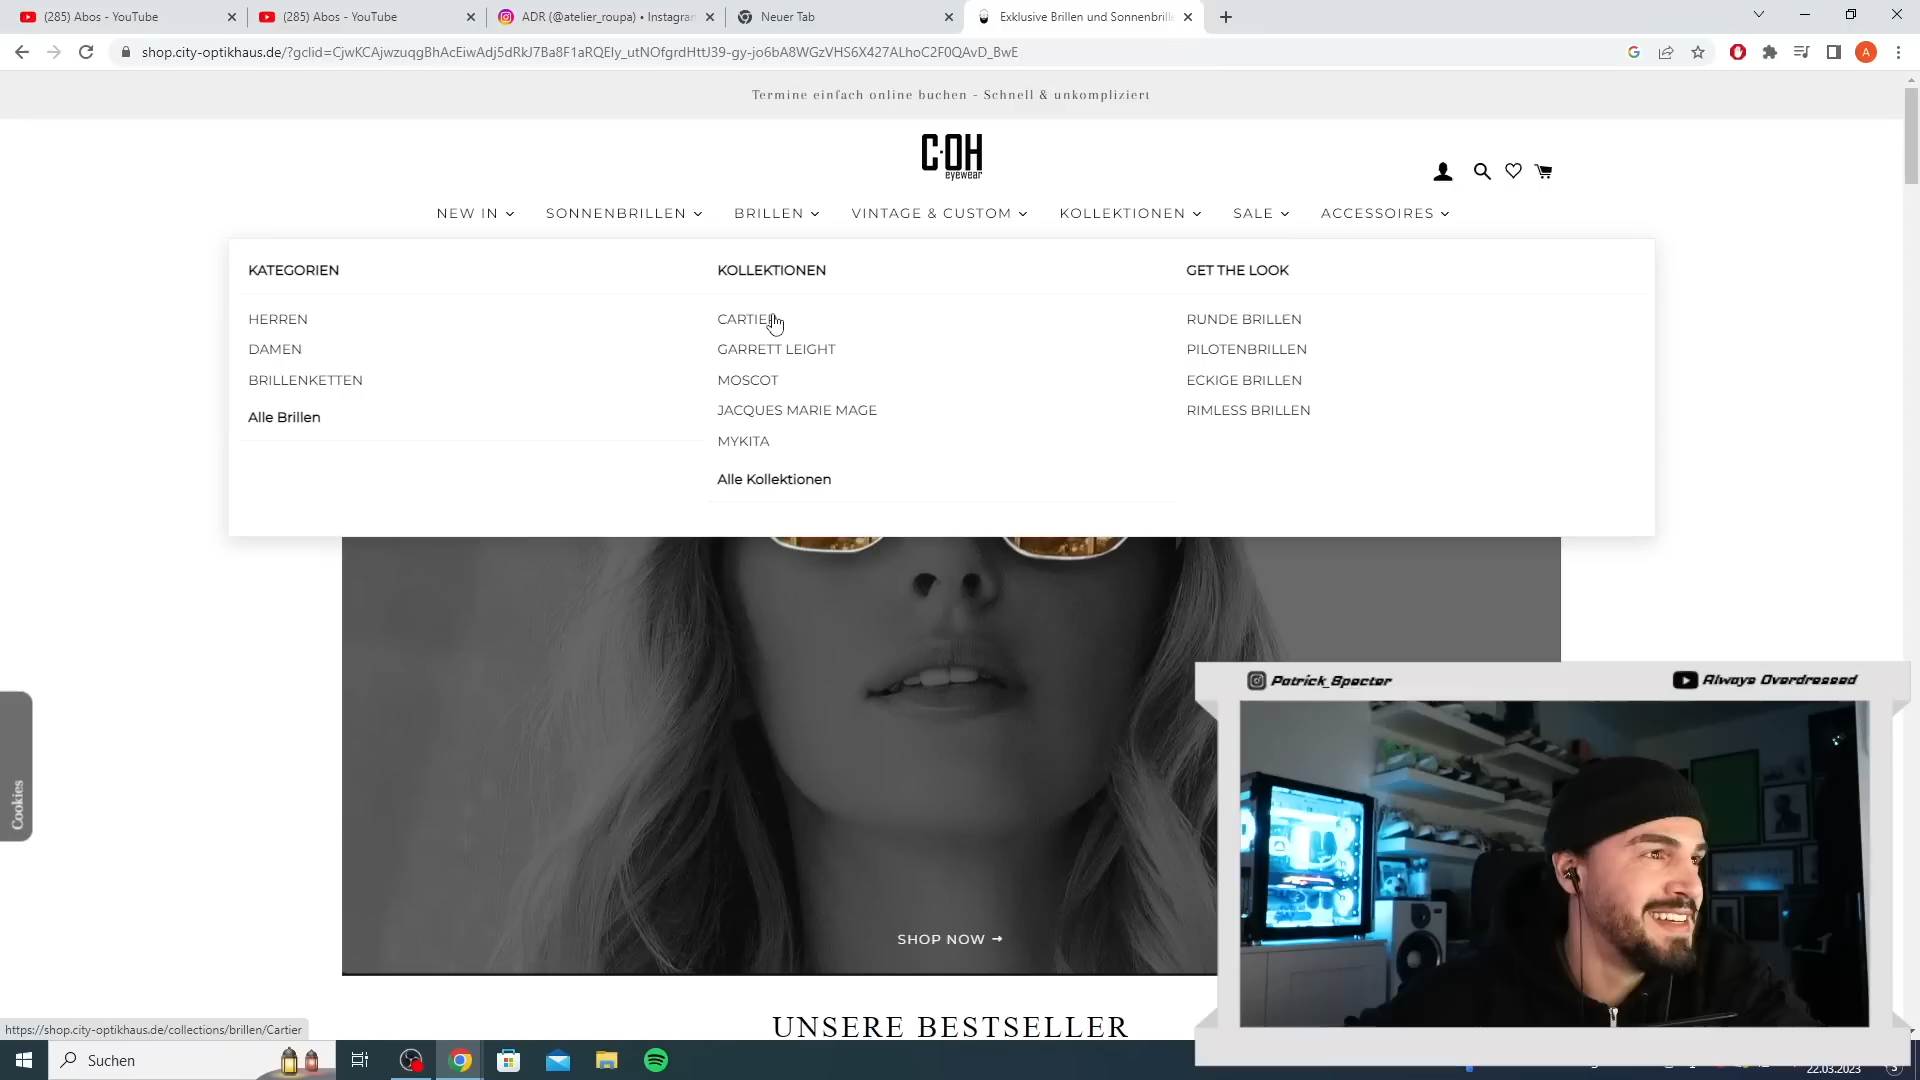 (285) Abos - YouTube
(285) Abos - YouTube
ADR (@atelier_roupa) • Instagram
Neuer Tab
Exklusive Brillen und Sonnenbrille
shop.city-optikhaus.de/?gclid=CjwKCAjwzuqgBhAcEiwAdj5dRkJ7Ba8F1aRQEIy_utNOfgrdHttJ39-gy-jo6bA8WGzVHS6X427ALhoC2F0QAvD_BwE
A
Termine einfach online buchen - Schnell & unkompliziert
C·OH
eyewear
NEW IN SONNENBRILLEN BRILLEN VINTAGE & CUSTOM KOLLEKTIONEN SALE ACCESSOIRES
KATEGORIEN
HERREN
DAMEN
BRILLENKETTEN
Alle Brillen
KOLLEKTIONEN
CARTIER
GARRETT LEIGHT
MOSCOT
JACQUES MARIE MAGE
MYKITA
Alle Kollektionen
GET THE LOOK
RUNDE BRILLEN
PILOTENBRILLEN
ECKIGE BRILLEN
RIMLESS BRILLEN
Patrick_Specter
Always Overdressed
Cookies
SHOP NOW →
UNSERE BESTSELLER
https://shop.city-optikhaus.de/collections/brillen/Cartier
Suchen
22.03.2023